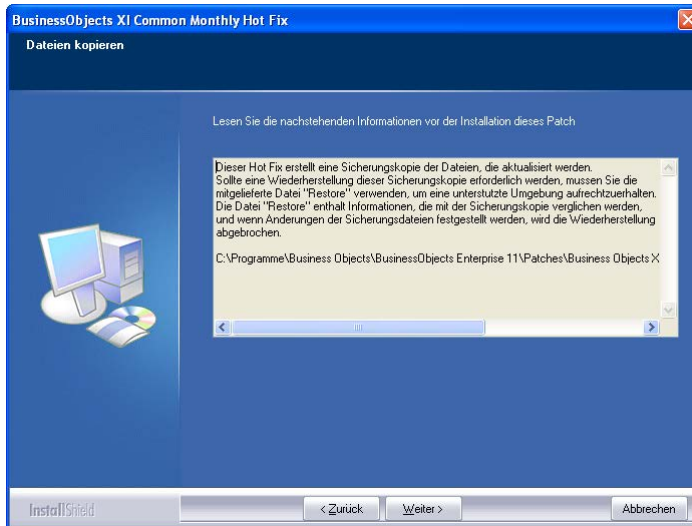 BusinessObjects XI Common Monthly Hot Fix
Dateien kopieren
Lesen Sie die nachstehenden Informationen vor der Installation dieses Patch
Dieser Hot Fix erstellt eine Sicherungskopie der Dateien, die aktualisiert werden.
Sollte eine Wiederherstellung dieser Sicherungskopie erforderlich werden, mussen Sie die
mitgelieferte Datei "Restore" verwenden, um eine unterstutzte Umgebung aufrechtzuerhalten.
Die Datei "Restore" enthalt Informationen, die mit der Sicherungskopie verglichen werden,
und wenn Anderungen der Sicherungsdateien festgestellt werden, wird die Wiederherstellung
abgebrochen.
C:\Programme\Business Objects\BusinessObjects Enterprise 11\Patches\Business Objects X
InstallShield
< Zurück
Weiter >
Abbrechen